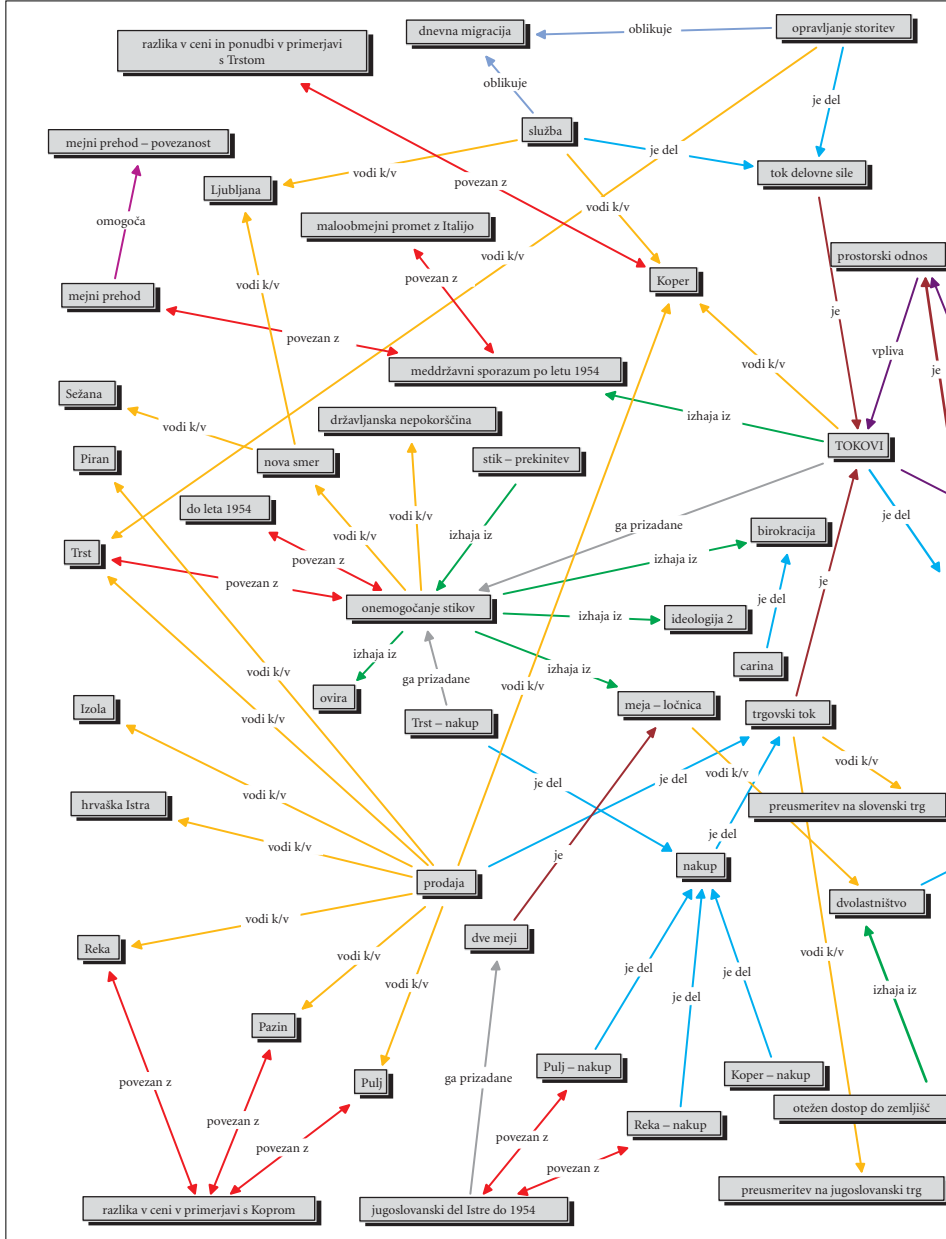 dnevna migracija
oblikuje
opravljanje storitev
razlika v ceni in ponudbi v primerjavi
s Trstom
oblikuje
je del
služba
mejni prehod – povezanost
vodi k/v
je del
tok delovne sile
Ljubljana
povezan z
omogoča
maloobmejni promet z Italijo
vodi k/v
vodi k/v
prostorski odnos
povezan z
Koper
vodi k/v
mejni prehod
je
povezan z
vpliva
vodi k/v
je
meddržavni sporazum po letu 1954
Sežana
državljanska nepokorščina
izhaja iz
vodi k/v
TOKOVI
Piran
nova smer
stik – prekinitev
vodi k/v
do leta 1954
vodi k/v
vodi k/v
je del
ga prizadane
birokracija
izhaja iz
Trst
povezan z
izhaja iz
povezan z
je
onemogočanje stikov
je del
izhaja iz
ideologija 2
izhaja iz
carina
izhaja iz
vodi k/v
ga prizadane
vodi k/v
ovira
Izola
meja – ločnica
trgovski tok
vodi k/v
Trst – nakup
vodi k/v
vodi k/v
je del
je del
hrvaška Istra
vodi k/v
preusmeritev na slovenski trg
vodi k/v
je del
je
nakup
prodaja
dvolastništvo
vodi k/v
dve meji
Reka
vodi k/v
vodi k/v
vodi k/v
je del
je del
izhaja iz
je del
Pazin
Pulj – nakup
Koper – nakup
povezan z
Pulj
ga prizadane
otežen dostop do zemljišč
Reka – nakup
povezan z
povezan z
povezan z
povezan z
preusmeritev na jugoslovanski trg
razlika v ceni v primerjavi s Koprom
jugoslovanski del Istre do 1954